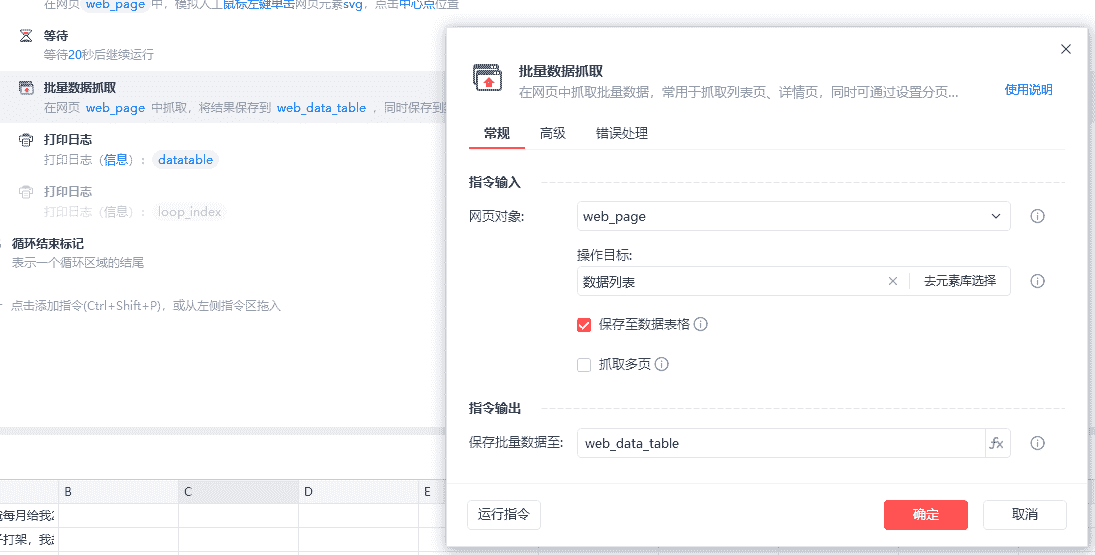 在网页 web_page 中，模拟人工鼠标左键单击网页元素svg，点击中心点位置
等待
等待20秒后继续运行
批量数据抓取
在网页 web_page 中抓取，将结果保存到 web_data_table ，同时保存到
打印日志
打印日志（信息）： datatable
打印日志
打印日志（信息）： loop_index
循环结束标记
表示一个循环区域的结尾
点击添加指令(Ctrl+Shift+P)，或从左侧指令区拖入
批量数据抓取
在网页中抓取批量数据，常用于抓取列表页、详情页，同时可通过设置分页...
使用说明
常规 高级 错误处理
指令输入
网页对象: web_page
操作目标:
数据列表 去元素库选择
保存至数据表格
抓取多页
指令输出
保存批量数据至: web_data_table fx
运行指令 确定 取消
B C D E
每月给我
打架，我